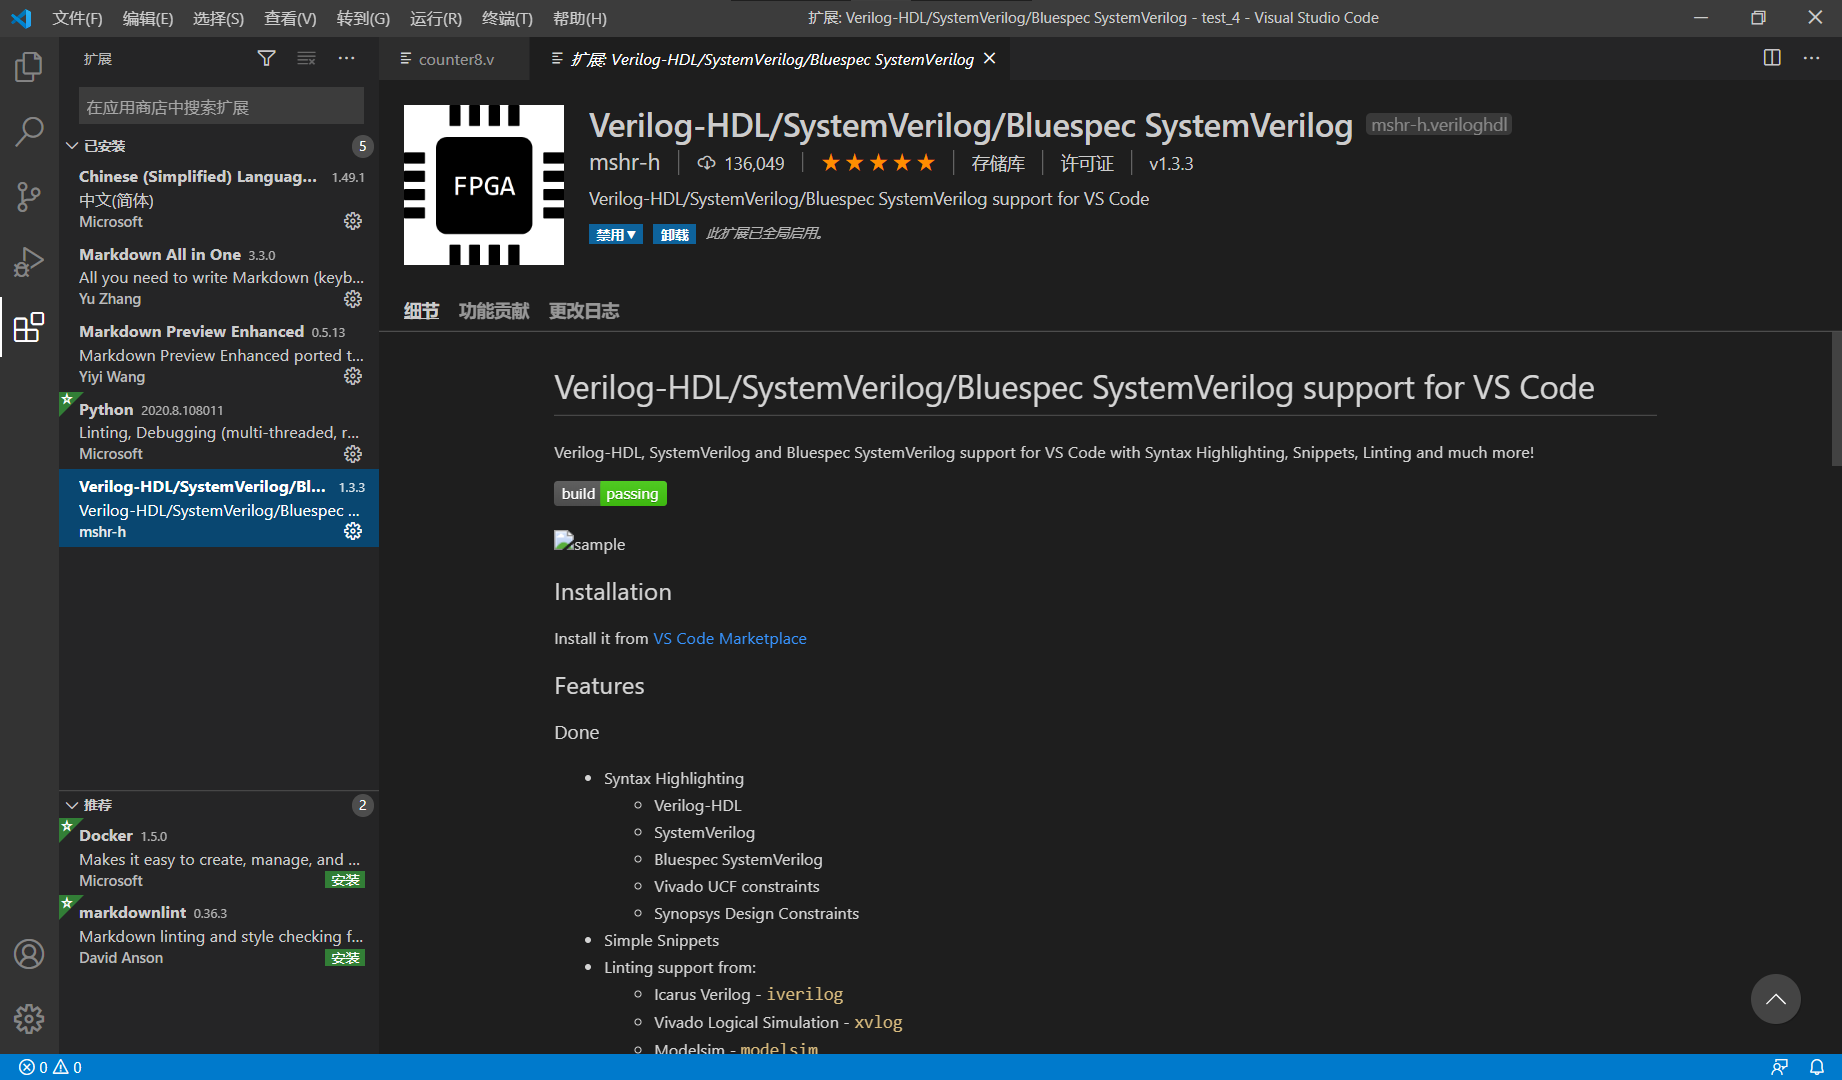 文件(F) 编辑(E) 选择(S) 查看(V) 转到(G) 运行(R) 终端(T) 帮助(H)
扩展: Verilog-HDL/SystemVerilog/Bluespec SystemVerilog - test_4 - Visual Studio Code
扩展
在应用商店中搜索扩展
已安装 5
Chinese (Simplified) Languag... 1.49.1
中文(简体)
Microsoft
Markdown All in One 3.3.0
All you need to write Markdown (keyb...
Yu Zhang
Markdown Preview Enhanced 0.5.13
Markdown Preview Enhanced ported t...
Yiyi Wang
Python 2020.8.108011
Linting, Debugging (multi-threaded, r...
Microsoft
Verilog-HDL/SystemVerilog/Bl... 1.3.3
Verilog-HDL/SystemVerilog/Bluespec ...
mshr-h
推荐 2
Docker 1.5.0
Makes it easy to create, manage, and ...
Microsoft 安装
markdownlint 0.36.3
Markdown linting and style checking f...
David Anson 安装
counter8.v
扩展: Verilog-HDL/SystemVerilog/Bluespec SystemVerilog
FPGA
Verilog-HDL/SystemVerilog/Bluespec SystemVerilog mshr-h.veriloghdl
mshr-h 136,049 ★★★★★ 存储库 许可证 v1.3.3
Verilog-HDL/SystemVerilog/Bluespec SystemVerilog support for VS Code
禁用▼ 卸载 此扩展已全局启用。
细节 功能贡献 更改日志
Verilog-HDL/SystemVerilog/Bluespec SystemVerilog support for VS Code
Verilog-HDL, SystemVerilog and Bluespec SystemVerilog support for VS Code with Syntax Highlighting, Snippets, Linting and much more!
build passing
sample
Installation
Install it from VS Code Marketplace
Features
Done
• Syntax Highlighting
○ Verilog-HDL
○ SystemVerilog
○ Bluespec SystemVerilog
○ Vivado UCF constraints
○ Synopsys Design Constraints
• Simple Snippets
• Linting support from:
○ Icarus Verilog - iverilog
○ Vivado Logical Simulation - xvlog
○ Modelsim - modelsim
0 0